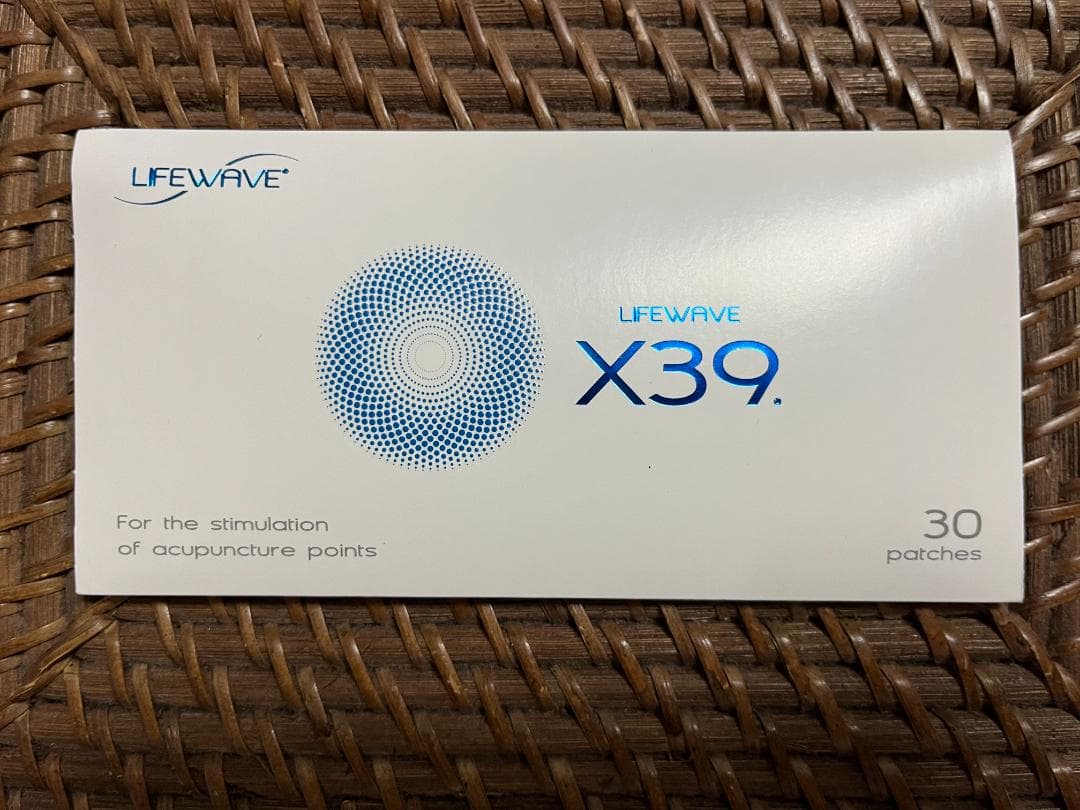 LIFEWAVE®
LIFEWAVE
X39®
For the stimulation
of acupuncture points
30
patches